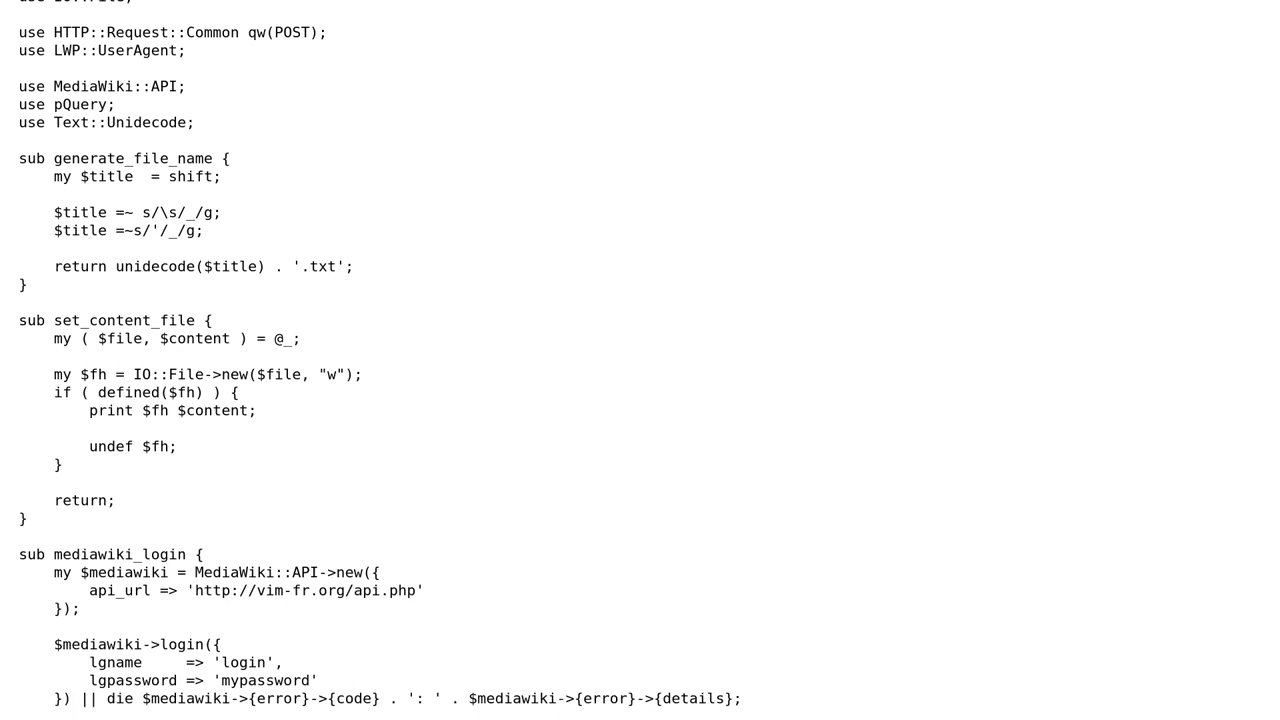 use HTTP::Request::Common qw(POST);
use LWP::UserAgent;

use MediaWiki::API;
use pQuery;
use Text::Unidecode;

sub generate_file_name {
    my $title  = shift;

    $title =~ s/\s/_/g;
    $title =~s/'/_/g;

    return unidecode($title) . '.txt';
}

sub set_content_file {
    my ( $file, $content ) = @_;

    my $fh = IO::File->new($file, "w");
    if ( defined($fh) ) {
        print $fh $content;

        undef $fh;
    }

    return;
}

sub mediawiki_login {
    my $mediawiki = MediaWiki::API->new({
        api_url => 'http://vim-fr.org/api.php'
    });

    $mediawiki->login({
        lgname     => 'login',
        lgpassword => 'mypassword'
    }) || die $mediawiki->{error}->{code} . ': ' . $mediawiki->{error}->{details};